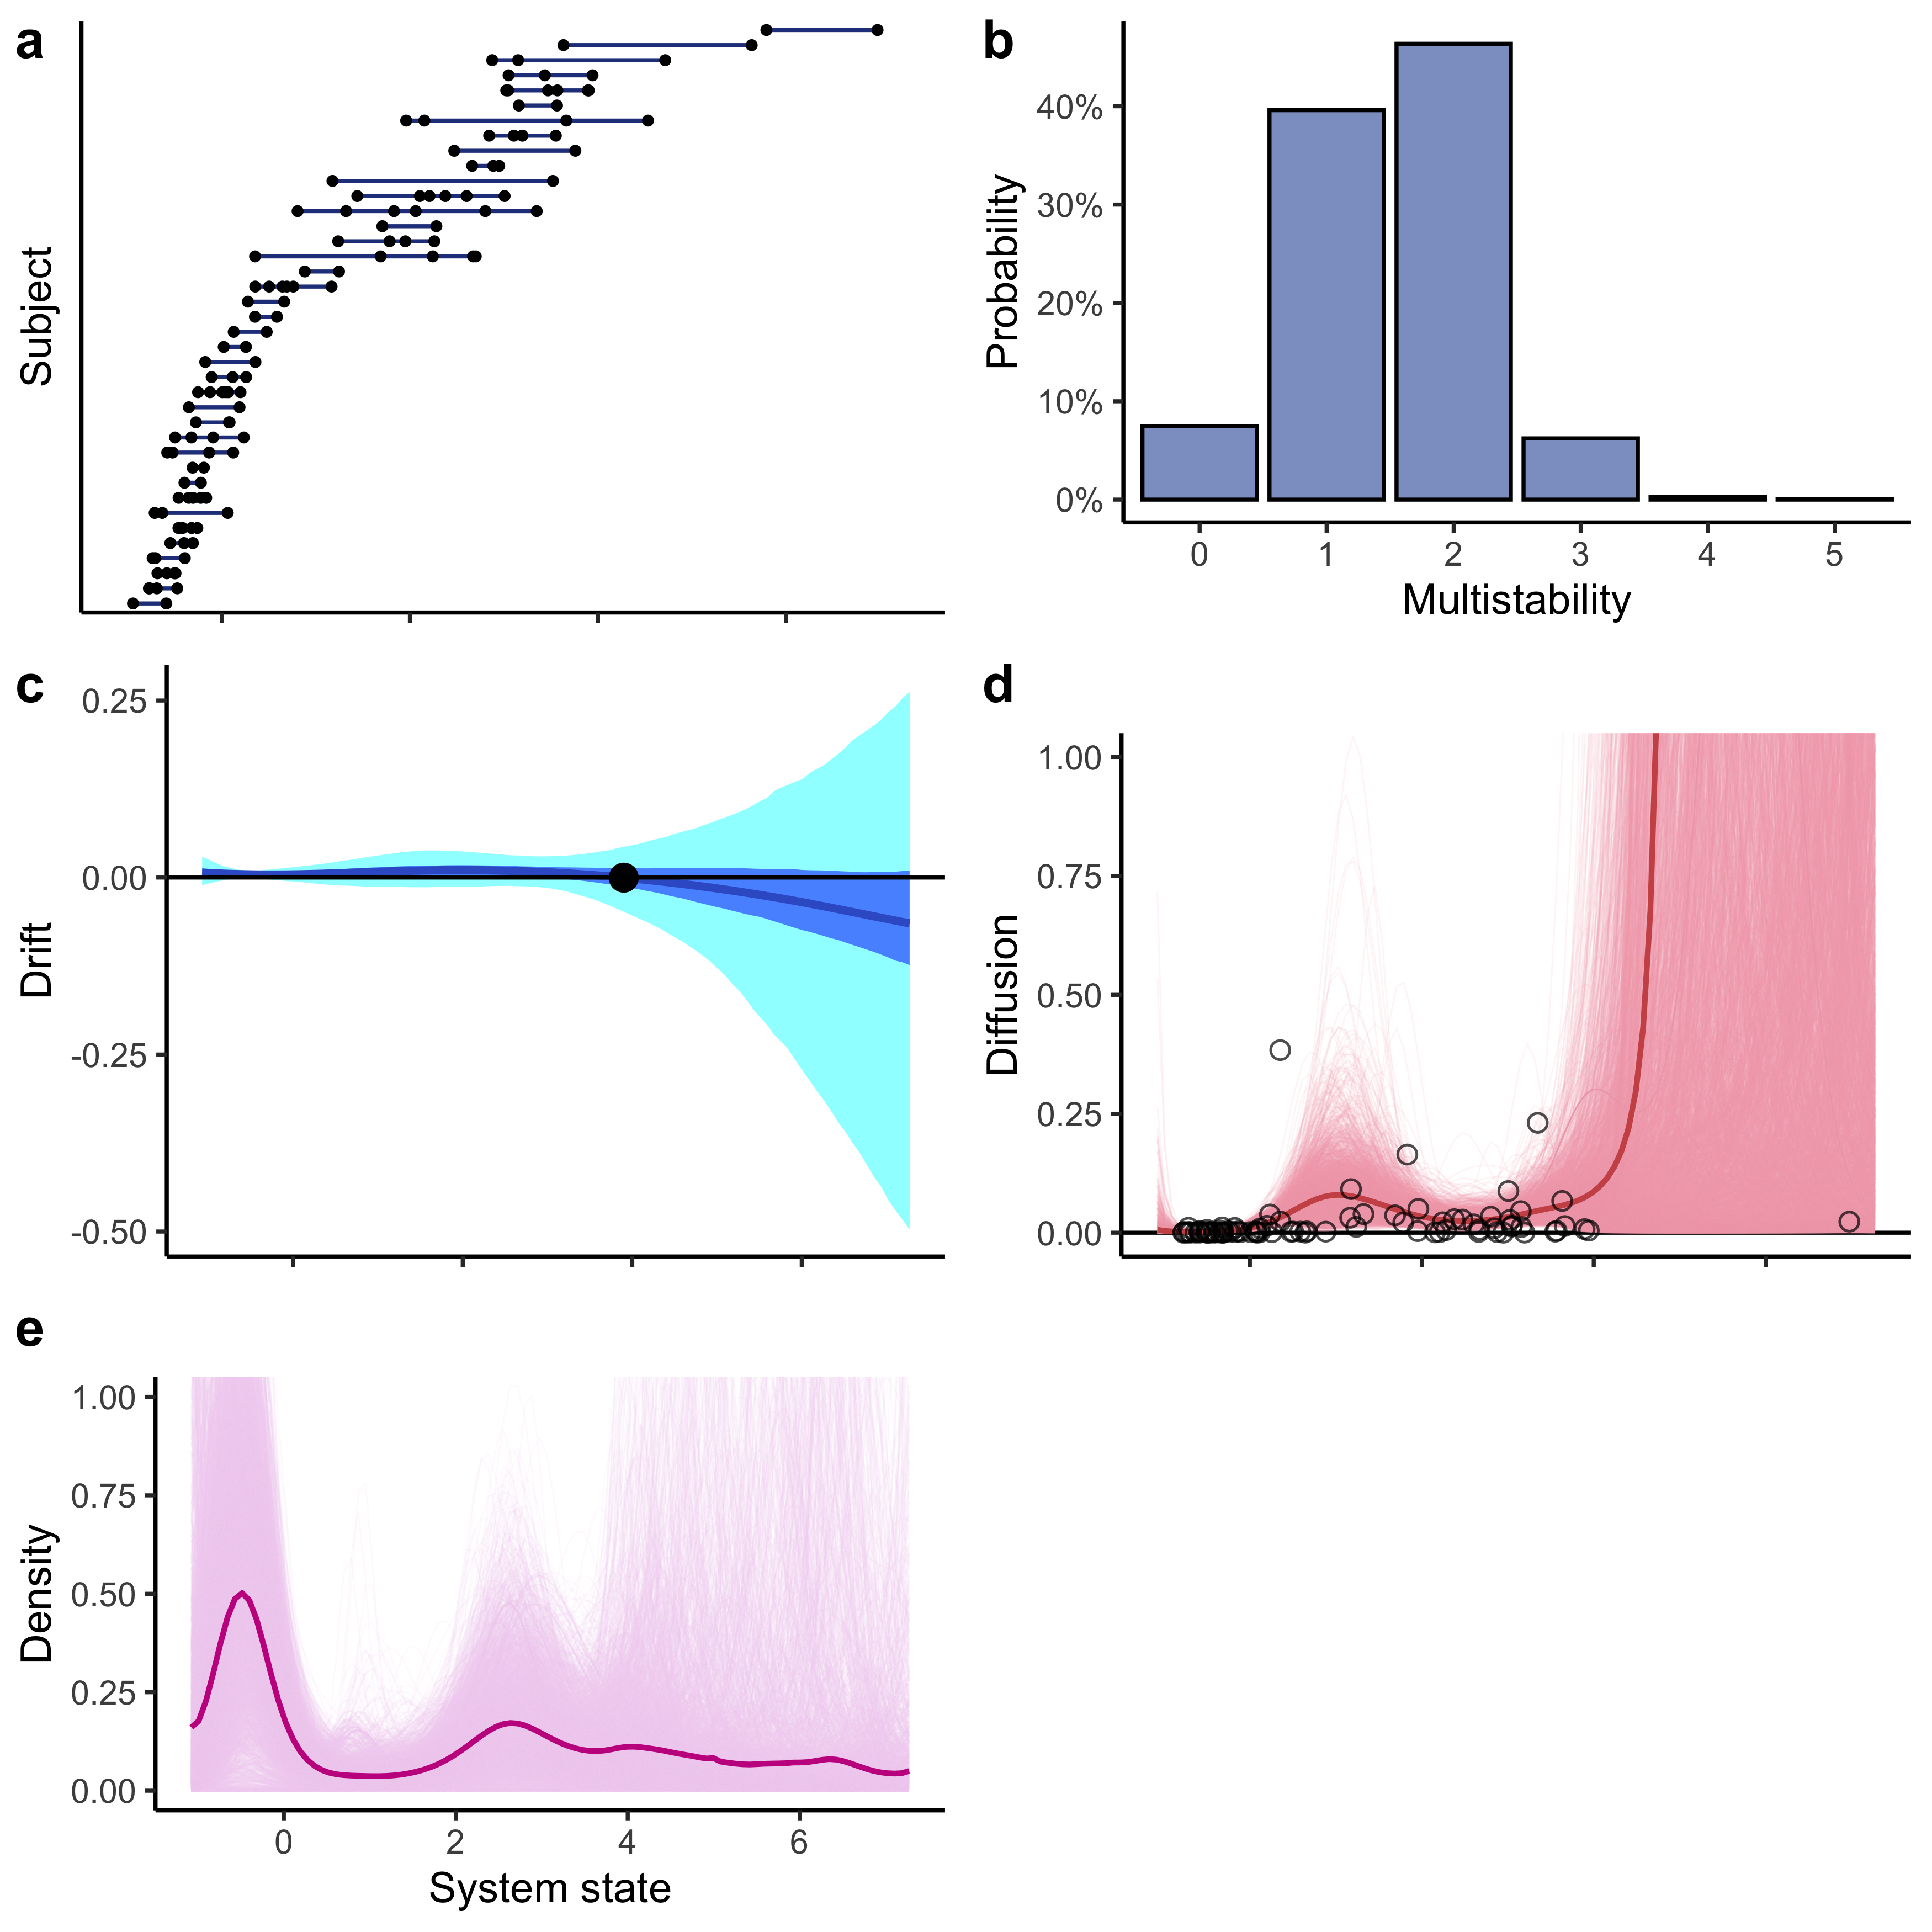 a
Subject
b
40%
30%
20%
10%
0%
Probability
0 1 2 3 4 5
Multistability
c
0.25
0.00
-0.25
-0.50
Drift
d
1.00
0.75
0.50
0.25
0.00
Diffusion
e
1.00
0.75
0.50
0.25
0.00
Density
0 2 4 6
System state